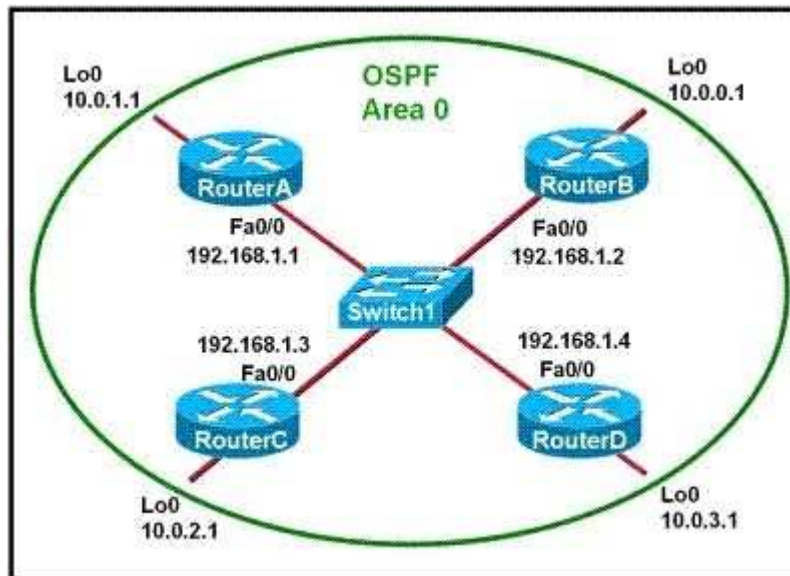 OSPF
Area 0
Lo0
10.0.1.1
Lo0
10.0.0.1
RouterA
RouterB
Fa0/0
192.168.1.1
Fa0/0
192.168.1.2
Switch1
192.168.1.3
Fa0/0
192.168.1.4
Fa0/0
RouterC
RouterD
Lo0
10.0.2.1
Lo0
10.0.3.1